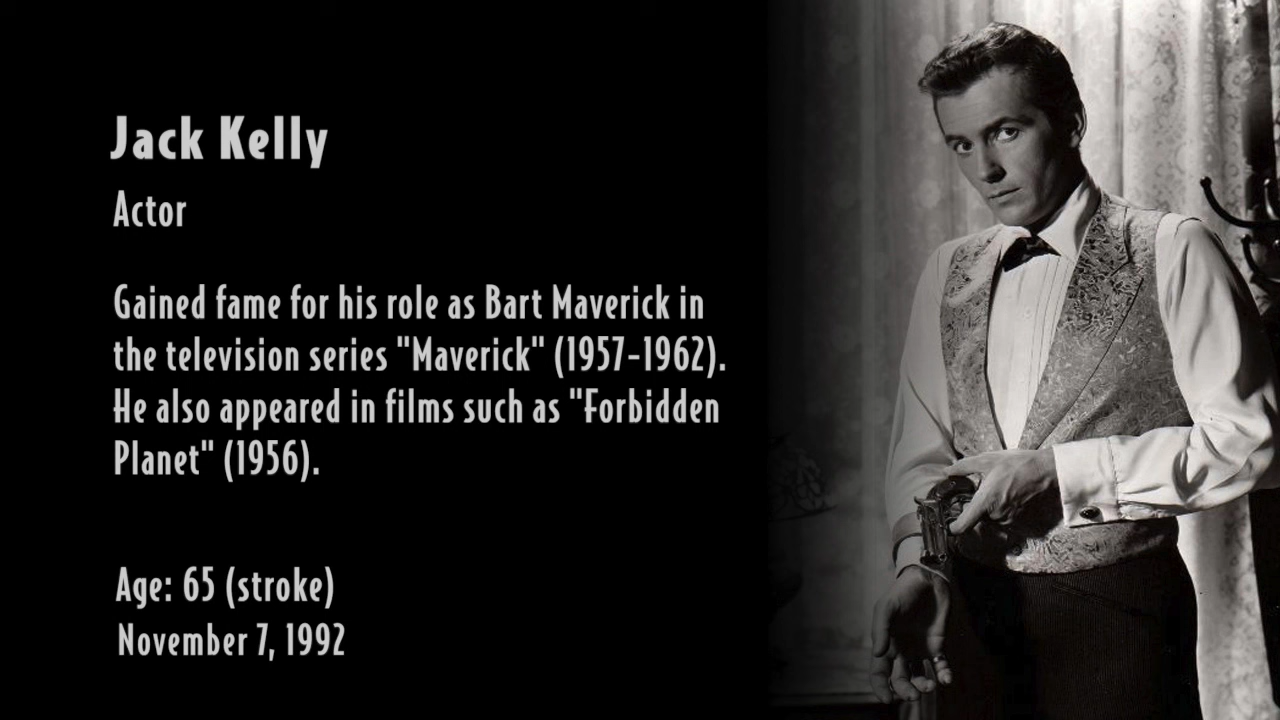 Jack Kelly
Actor
Gained fame for his role as Bart Maverick in
the television series "Maverick" (1957-1962).
He also appeared in films such as "Forbidden
Planet" (1956).
Age: 65 (stroke)
November 7, 1992